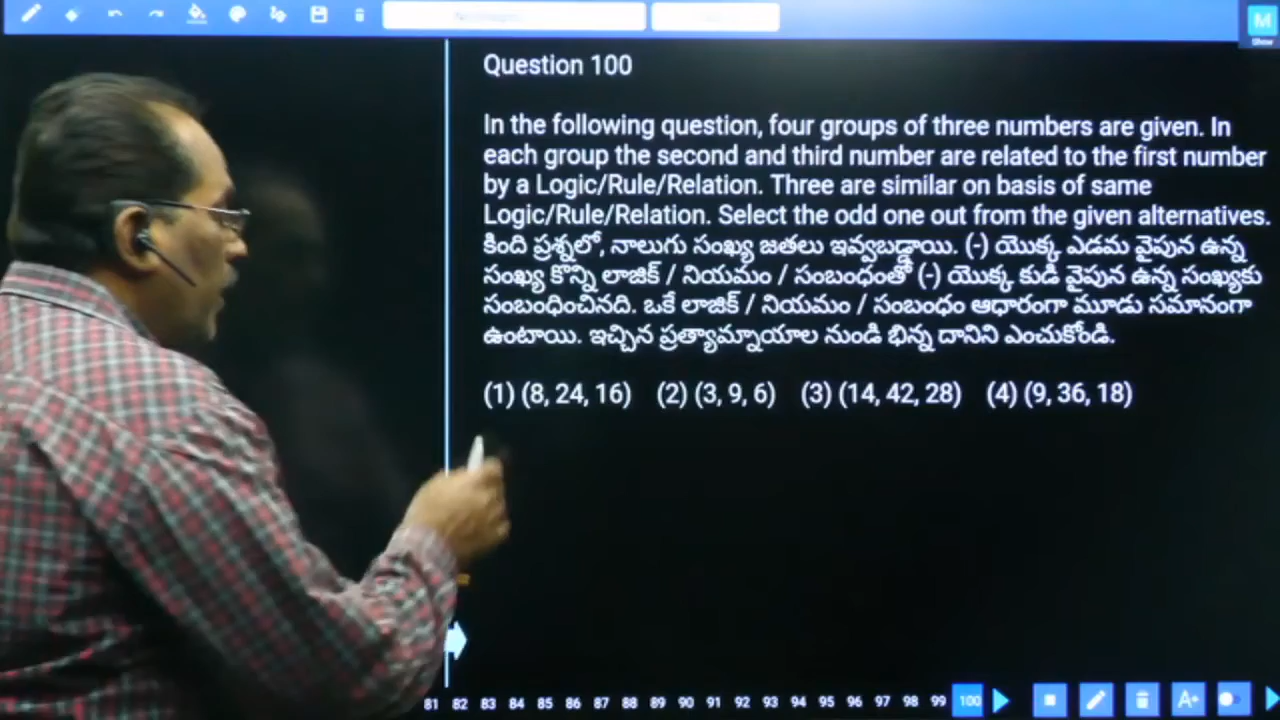 M
Show
Question 100
In the following question, four groups of three numbers are given. In
each group the second and third number are related to the first number
by a Logic/Rule/Relation. Three are similar on basis of same
Logic/Rule/Relation. Select the odd one out from the given alternatives.
కింది ప్రశ్నలో, నాలుగు సంఖ్య జతలు ఇవ్వబడ్డాయి. (-) యొక్క ఎడమ వైపున ఉన్న
సంఖ్య కొన్ని లాజిక్ / నియమం / సంబంధంతో (-) యొక్క కుడి వైపున ఉన్న సంఖ్యకు
సంబంధించినది. ఒకే లాజిక్ / నియమం / సంబంధం ఆధారంగా మూడు సమానంగా
ఉంటాయి. ఇచ్చిన ప్రత్యామ్నాయాల నుండి భిన్న దానిని ఎంచుకోండి.
(1) (8, 24, 16) (2) (3, 9, 6) (3) (14, 42, 28) (4) (9, 36, 18)
81 82 83 84 85 86 87 88 89 90 91 92 93 94 95 96 97 98 99 100 A+